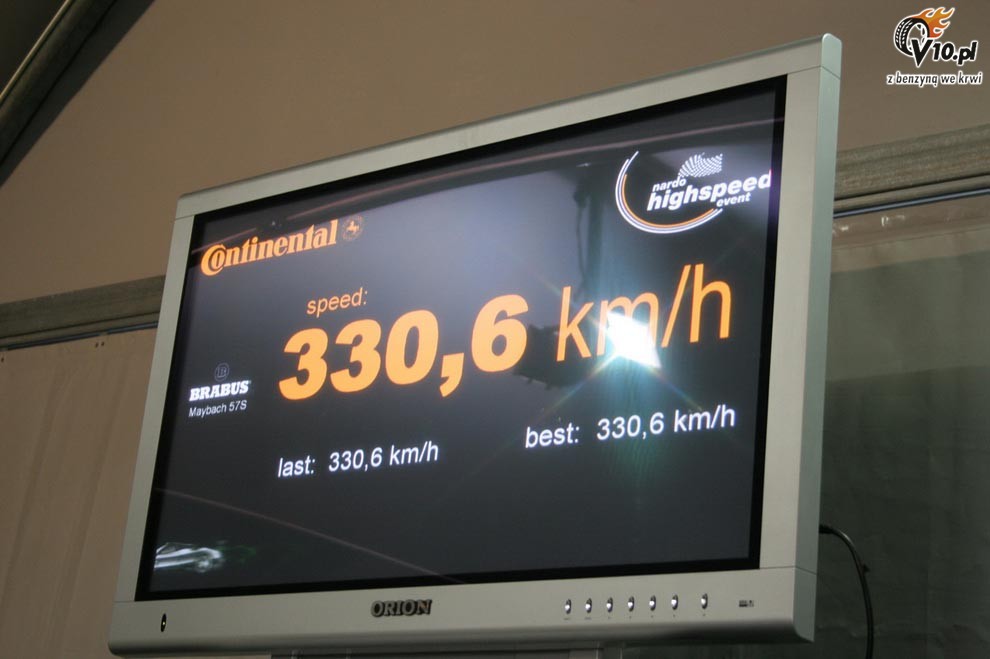 V10.pl
z benzyną we krwi
nardo
highspeed
event
Continental
speed:
330,6 km/h
BRABUS
Maybach 57S
last: 330,6 km/h
best: 330,6 km/h
ORION